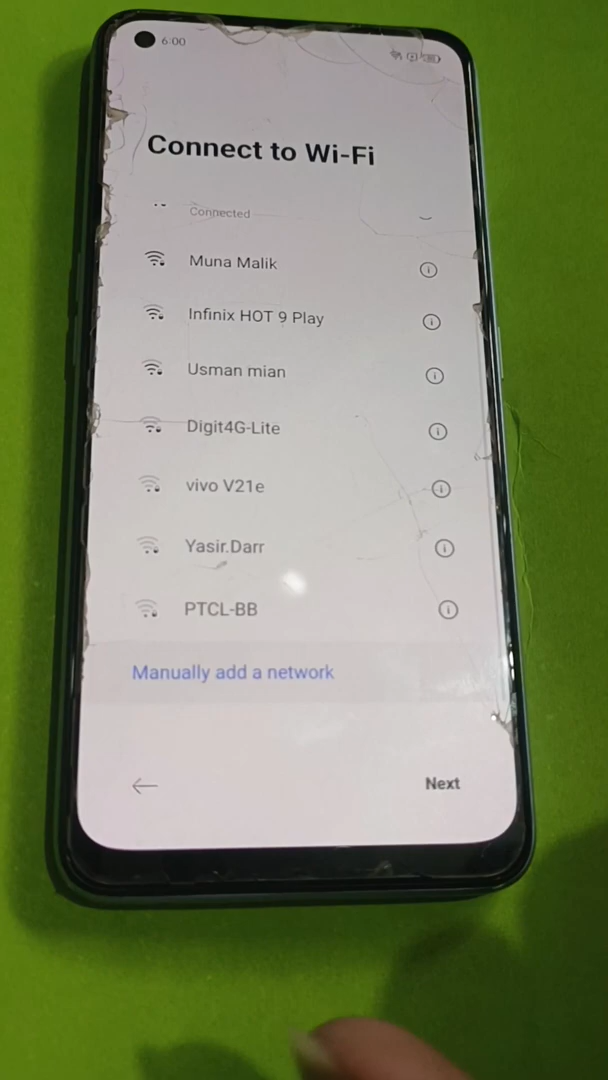 6:00
Connect to Wi-Fi
Connected
Muna Malik
Infinix HOT 9 Play
Usman mian
Digit4G-Lite
vivo V21e
Yasir.Darr
PTCL-BB
Manually add a network
Next